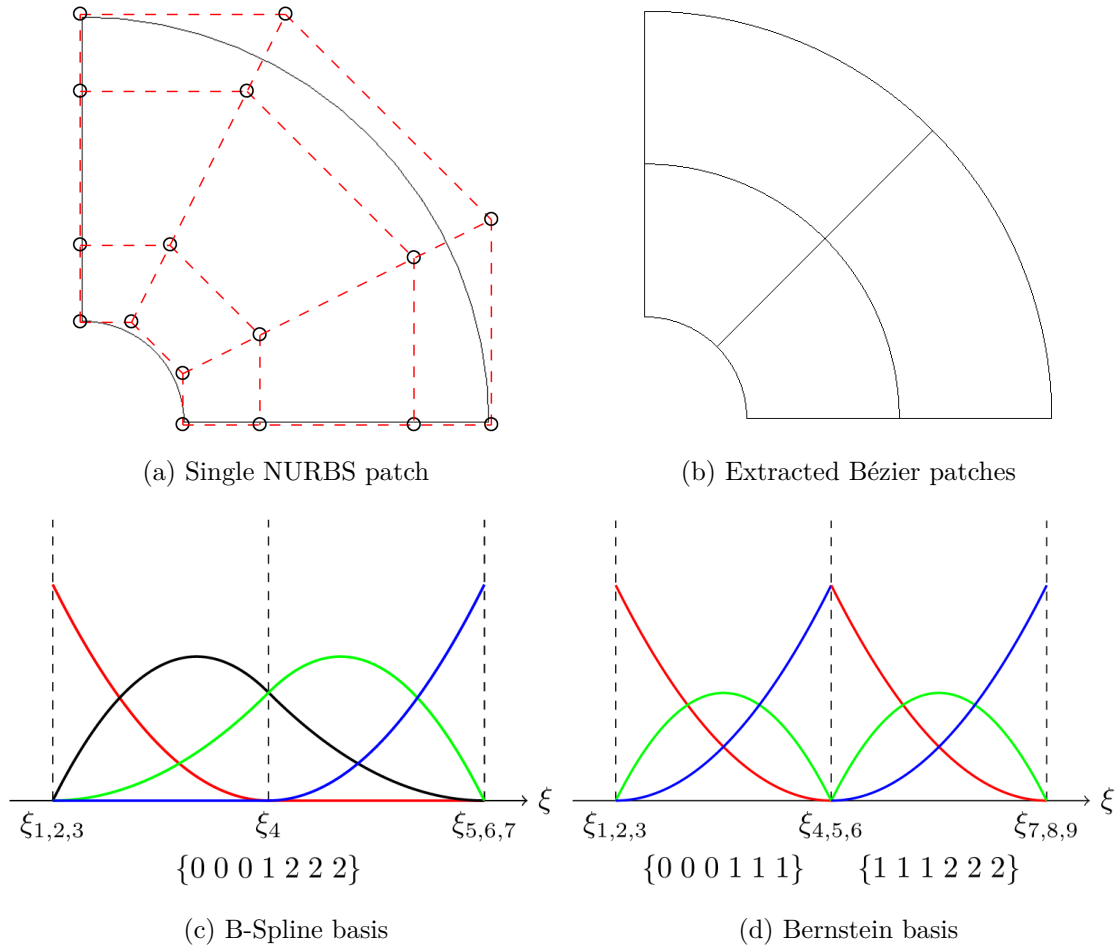 (a) Single NURBS patch
(b) Extracted Bézier patches
ξ
ξ1,2,3
ξ4
ξ5,6,7
{0 0 0 1 2 2 2}
(c) B-Spline basis
ξ
ξ1,2,3
ξ4,5,6
ξ7,8,9
{0 0 0 1 1 1}
{1 1 1 2 2 2}
(d) Bernstein basis